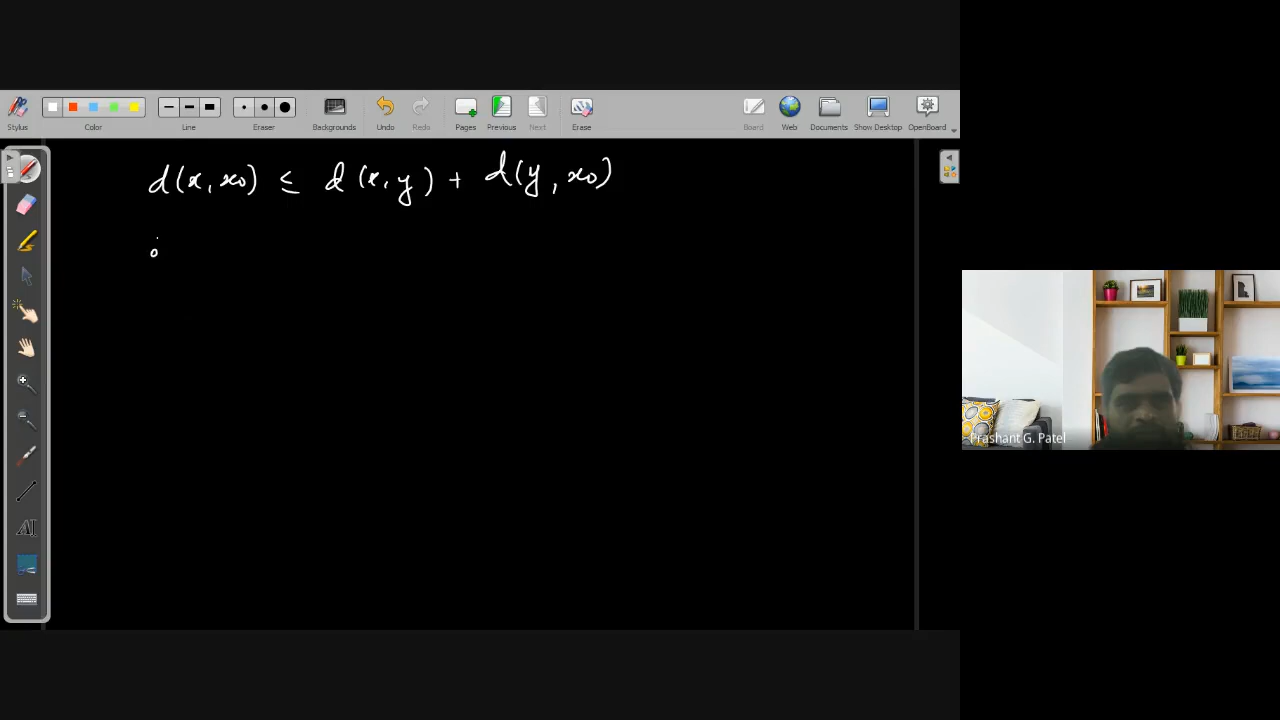 Stylus Color Line Eraser Backgrounds Undo Redo Pages Previous Next Erase Board Web Documents Show Desktop OpenBoard
d(x, x₀) ≤ d(x, y) + d(y, x₀)
AI
Prashant G. Patel